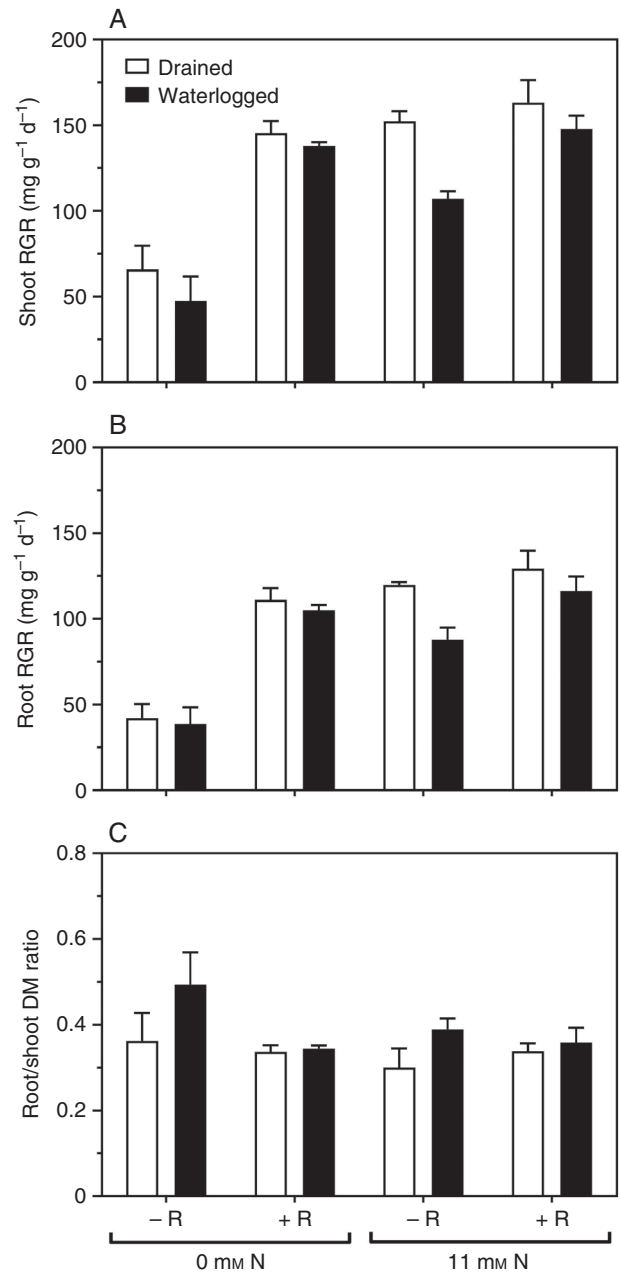 A
200
150
100
50
0
Shoot RGR (mg g⁻¹ d⁻¹)
Drained
Waterlogged
B
200
150
100
50
0
Root RGR (mg g⁻¹ d⁻¹)
C
0.8
0.6
0.4
0.2
0
Root/shoot DM ratio
– R + R – R + R
0 mM N 11 mM N